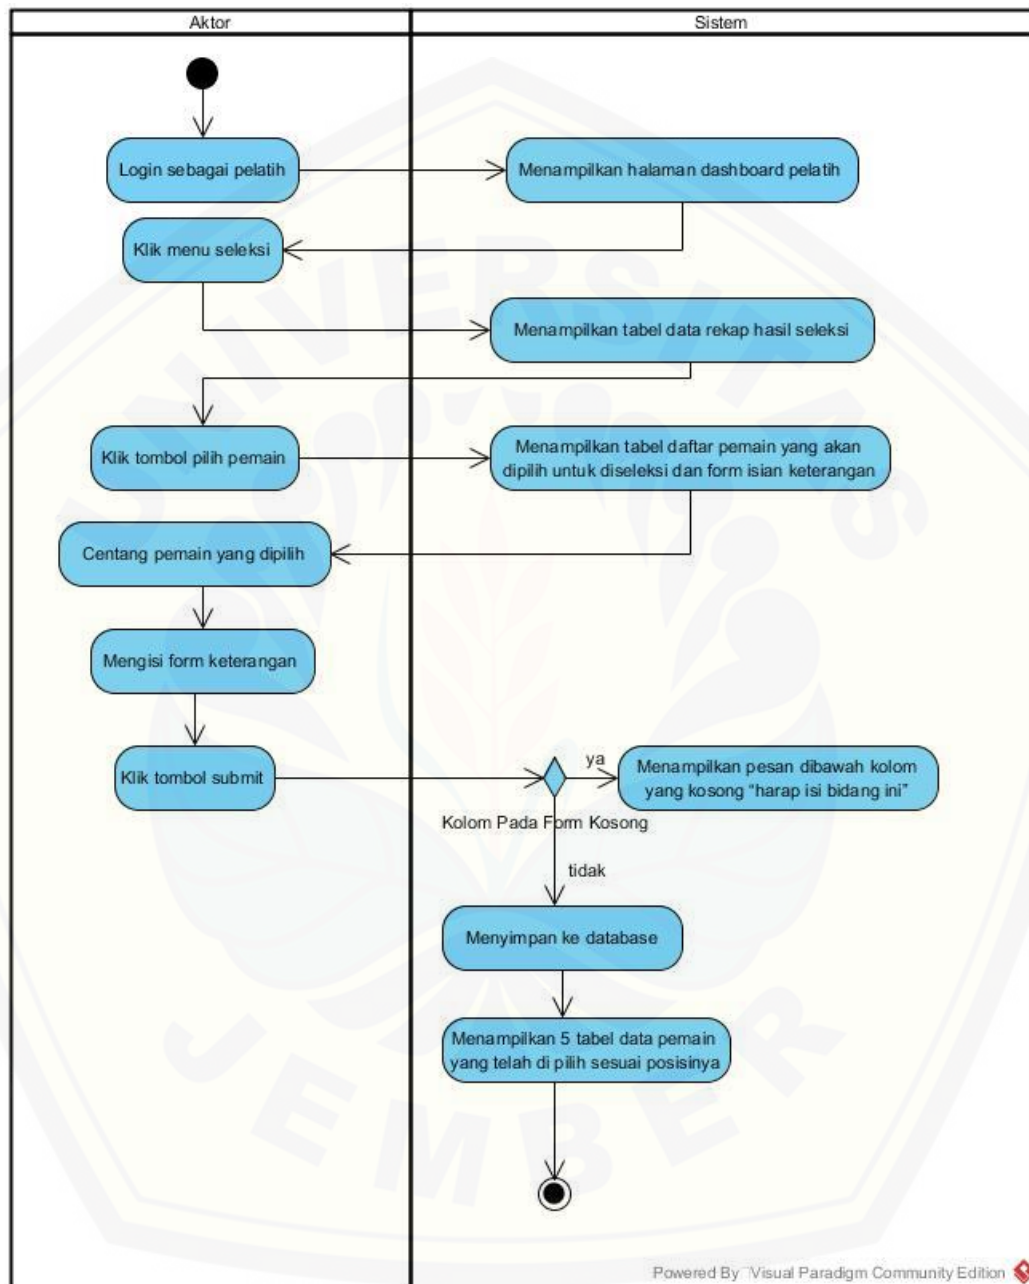 Aktor
Sistem
Login sebagai pelatih
Menampilkan halaman dashboard pelatih
Klik menu seleksi
Menampilkan tabel data rekap hasil seleksi
Klik tombol pilih pemain
Menampilkan tabel daftar pemain yang akan
dipilih untuk diseleksi dan form isian keterangan
Centang pemain yang dipilih
Mengisi form keterangan
Klik tombol submit
ya
Menampilkan pesan dibawah kolom
yang kosong “harap isi bidang ini”
Kolom Pada Form Kosong
tidak
Menyimpan ke database
Menampilkan 5 tabel data pemain
yang telah di pilih sesuai posisinya
UNIVERSITAS
JEMBER
Powered By Visual Paradigm Community Edition